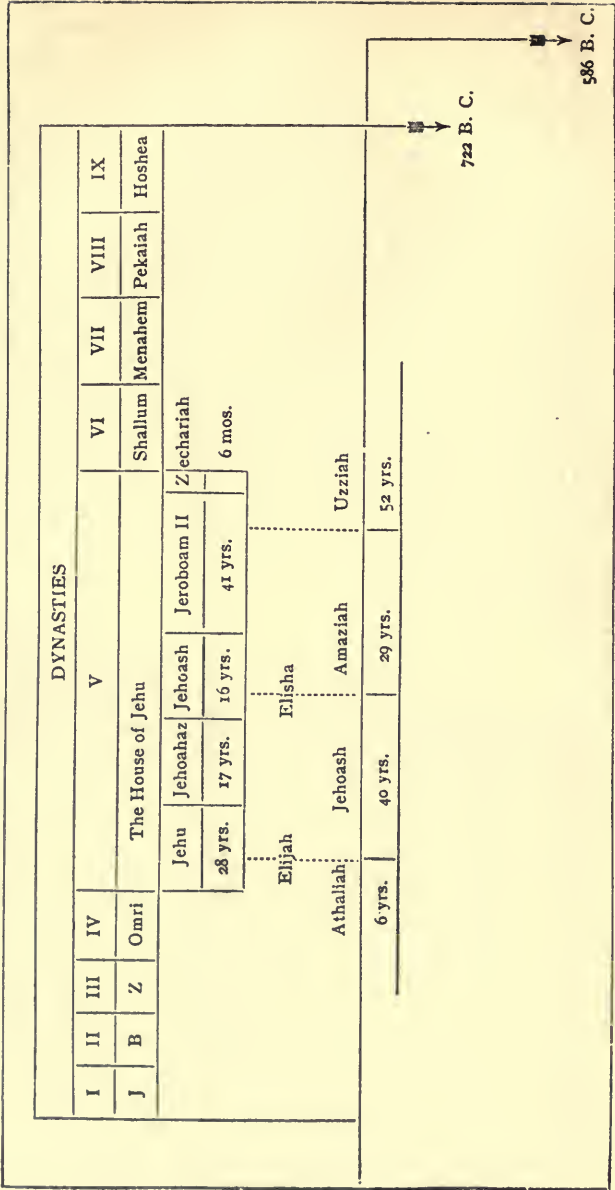 DYNASTIES
I II III IV V VI VII VIII IX
J B Z Omri The House of Jehu Shallum Menahem Pekaiah Hoshea
Jehu Jehoahaz Jehoash Jeroboam II Zechariah
28 yrs. 17 yrs. 16 yrs. 41 yrs. 6 mos.
Elijah Elisha
Athaliah Jehoash Amaziah Uzziah
6 yrs. 40 yrs. 29 yrs. 52 yrs.
722 B. C.
586 B. C.